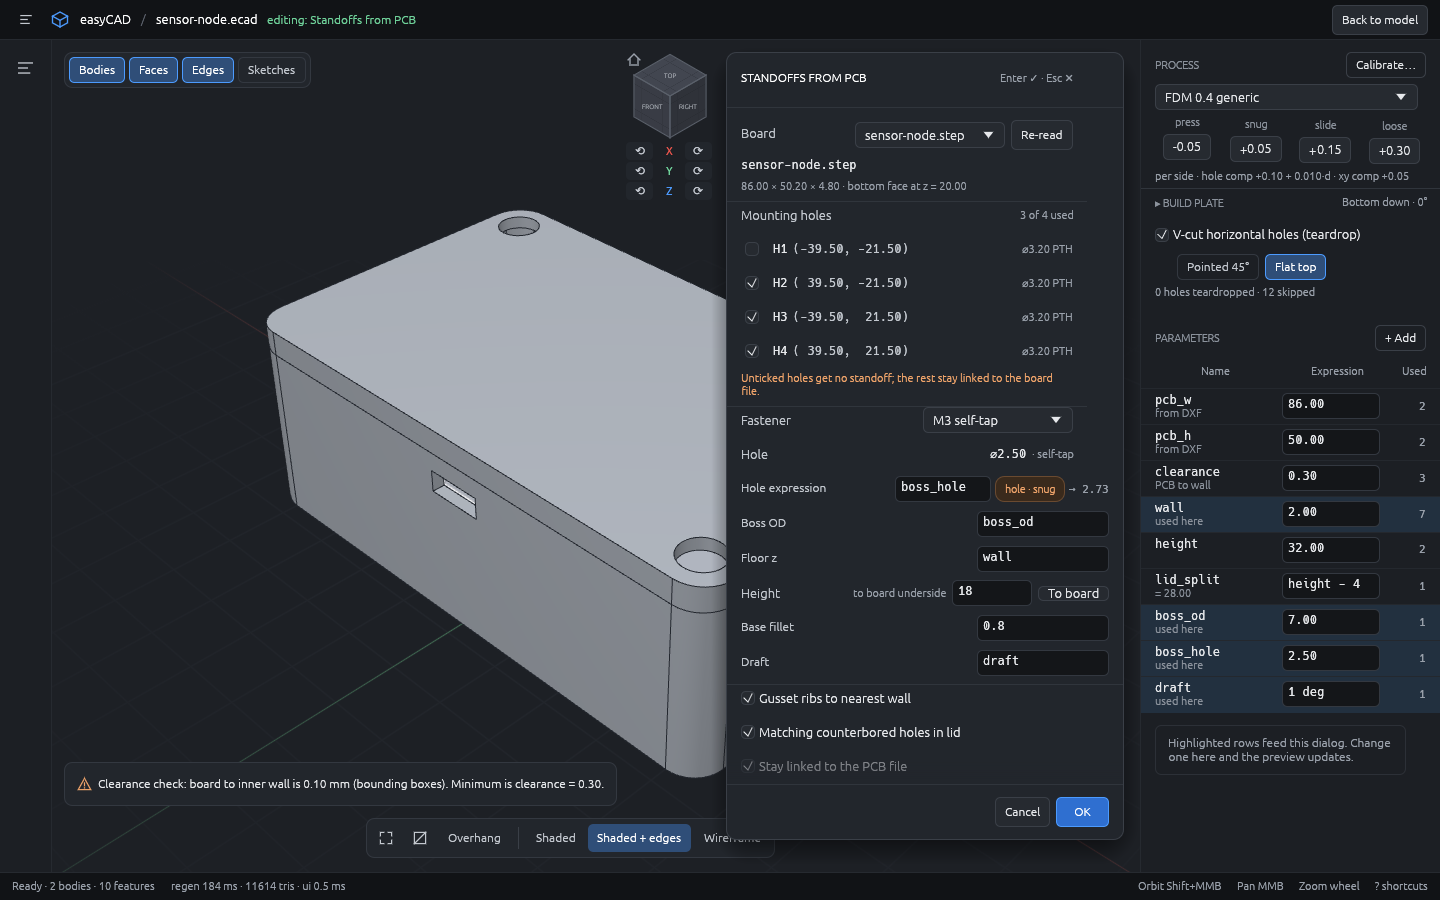 easyCAD / sensor-node.ecad editing: Standoffs from PCB
Back to model
Bodies Faces Edges Sketches
TOP
FRONT RIGHT
⟲ X ⟳
⟲ Y ⟳
⟲ Z ⟳
STANDOFFS FROM PCB Enter ✓ · Esc ✕
Board sensor-node.step Re-read
sensor-node.step
86.00 × 50.20 × 4.80 · bottom face at z = 20.00
Mounting holes 3 of 4 used
H1 (-39.50, -21.50) ⌀3.20 PTH
H2 ( 39.50, -21.50) ⌀3.20 PTH
H3 (-39.50, 21.50) ⌀3.20 PTH
H4 ( 39.50, 21.50) ⌀3.20 PTH
Unticked holes get no standoff; the rest stay linked to the board
file.
Fastener M3 self-tap
Hole ⌀2.50 · self-tap
Hole expression boss_hole hole · snug → 2.73
Boss OD boss_od
Floor z wall
Height to board underside 18 To board
Base fillet 0.8
Draft draft
Gusset ribs to nearest wall
Matching counterbored holes in lid
Stay linked to the PCB file
Cancel OK
PROCESS Calibrate…
FDM 0.4 generic
press snug slide loose
-0.05 +0.05 +0.15 +0.30
per side · hole comp +0.10 + 0.010·d · xy comp +0.05
▸ BUILD PLATE Bottom down · 0°
V-cut horizontal holes (teardrop)
Pointed 45° Flat top
0 holes teardropped · 12 skipped
PARAMETERS + Add
Name Expression Used
pcb_w 86.00 2
from DXF
pcb_h 50.00 2
from DXF
clearance 0.30 3
PCB to wall
wall 2.00 7
used here
height 32.00 2
lid_split height - 4 1
= 28.00
boss_od 7.00 1
used here
boss_hole 2.50 1
used here
draft 1 deg 1
used here
Highlighted rows feed this dialog. Change
one here and the preview updates.
Clearance check: board to inner wall is 0.10 mm (bounding boxes). Minimum is clearance = 0.30.
Overhang Shaded Shaded + edges Wirefr
Ready · 2 bodies · 10 features regen 184 ms · 11614 tris · ui 0.5 ms
Orbit Shift+MMB Pan MMB Zoom wheel ? shortcuts